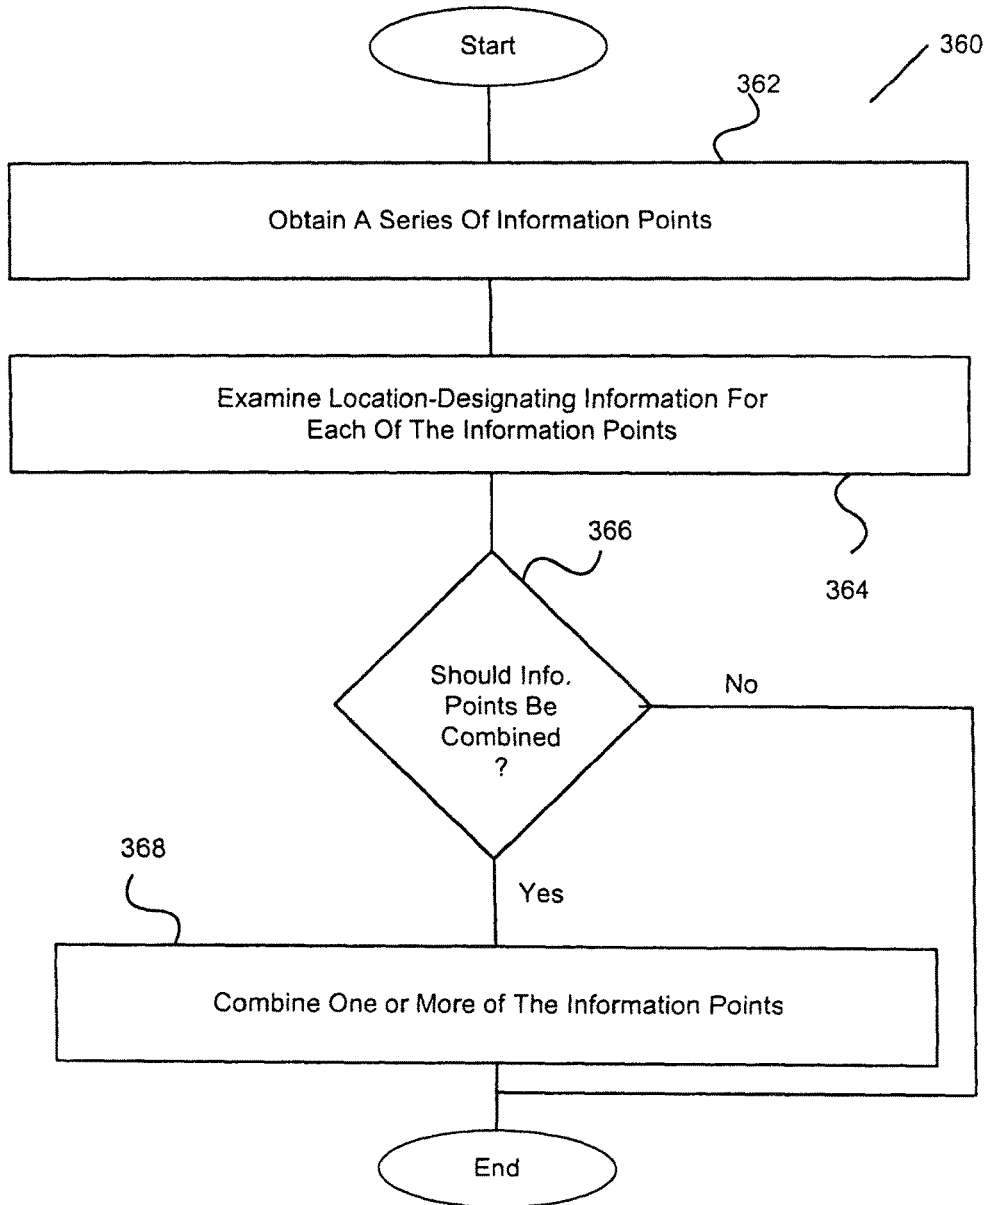 Start
360
362
Obtain A Series Of Information Points
Examine Location-Designating Information For
Each Of The Information Points
364
366
Should Info.
Points Be
Combined
?
No
Yes
368
Combine One or More of The Information Points
End